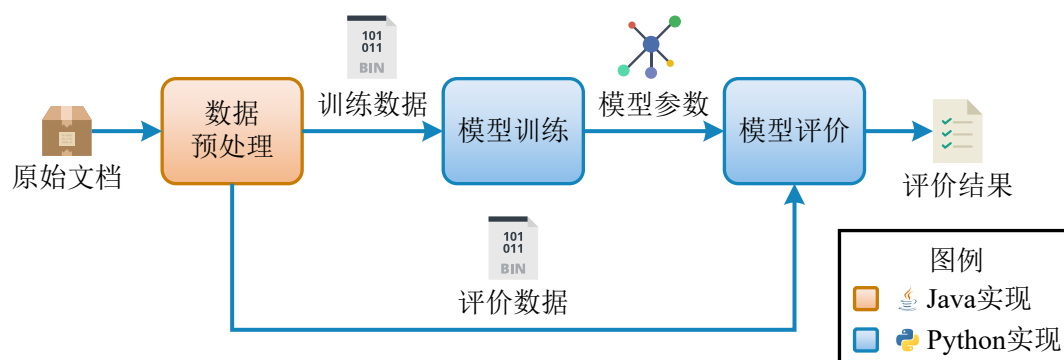 101
011
BIN
训练数据
模型参数
原始文档
数据
预处理
模型训练
模型评价
评价结果
101
011
BIN
评价数据
图例
Java实现
Python实现